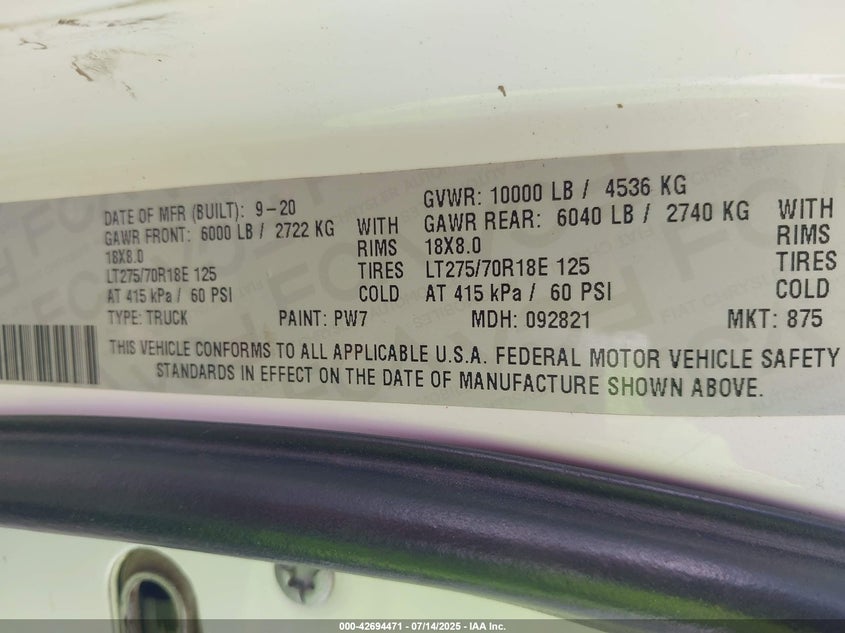 DATE OF MFR (BUILT): 9-20 GVWR: 10000 LB / 4536 KG
GAWR FRONT: 6000 LB / 2722 KG WITH GAWR REAR: 6040 LB / 2740 KG WITH
18X8.0 RIMS 18X8.0 RIMS
LT275/70R18E 125 TIRES LT275/70R18E 125 TIRES
AT 415 kPa / 60 PSI COLD AT 415 kPa / 60 PSI COLD
TYPE: TRUCK PAINT: PW7 MDH: 092821 MKT: 875
THIS VEHICLE CONFORMS TO ALL APPLICABLE U.S.A. FEDERAL MOTOR VEHICLE SAFETY
STANDARDS IN EFFECT ON THE DATE OF MANUFACTURE SHOWN ABOVE.
000-42694471 - 07/14/2025 - IAA Inc.